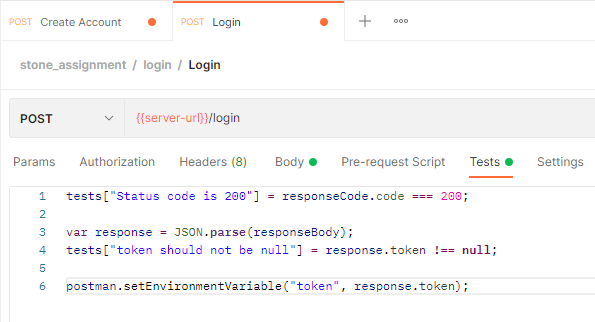 POST Create Account POST Login
stone_assignment / login / Login
POST {{server-url}}/login
Params Authorization Headers (8) Body Pre-request Script Tests Settings
1 tests["Status code is 200"] = responseCode.code === 200;
2
3 var response = JSON.parse(responseBody);
4 tests["token should not be null"] = response.token !== null;
5
6 postman.setEnvironmentVariable("token", response.token);